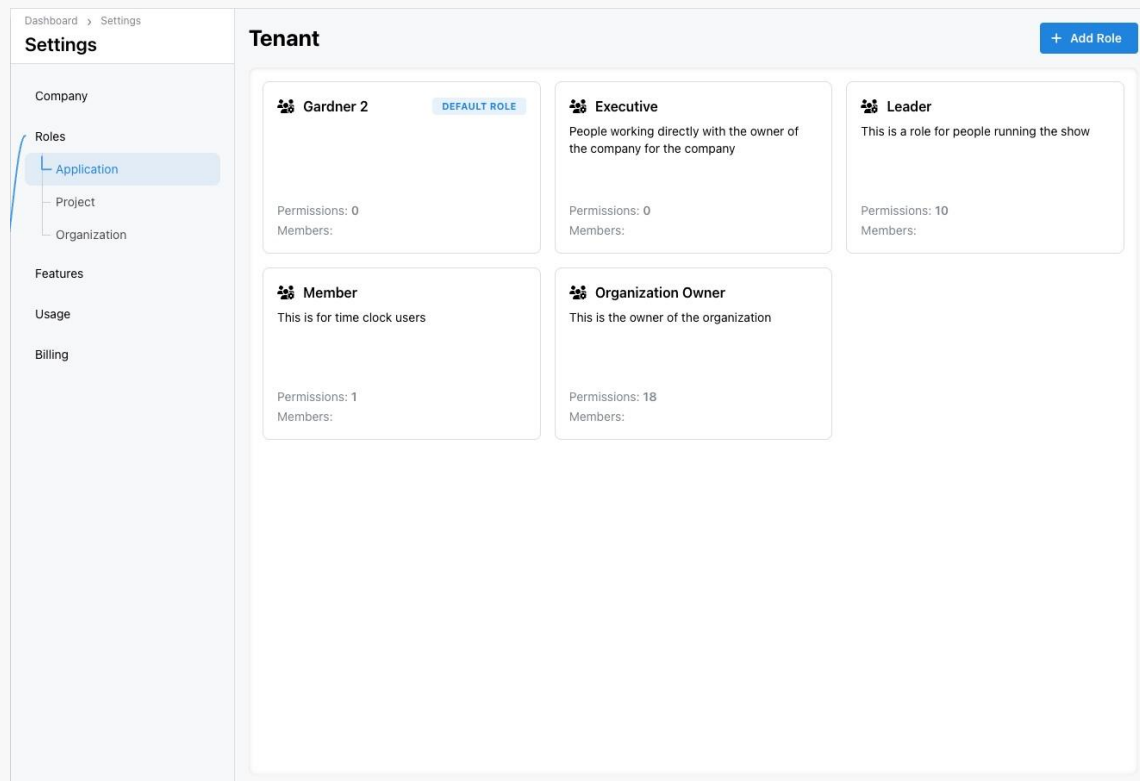 Dashboard > Settings
Settings
Company
Roles
Application
Project
Organization
Features
Usage
Billing
Tenant
+ Add Role
Gardner 2
DEFAULT ROLE
Permissions: 0
Members:
Executive
People working directly with the owner of
the company for the company
Permissions: 0
Members:
Leader
This is a role for people running the show
Permissions: 10
Members:
Member
This is for time clock users
Permissions: 1
Members:
Organization Owner
This is the owner of the organization
Permissions: 18
Members: